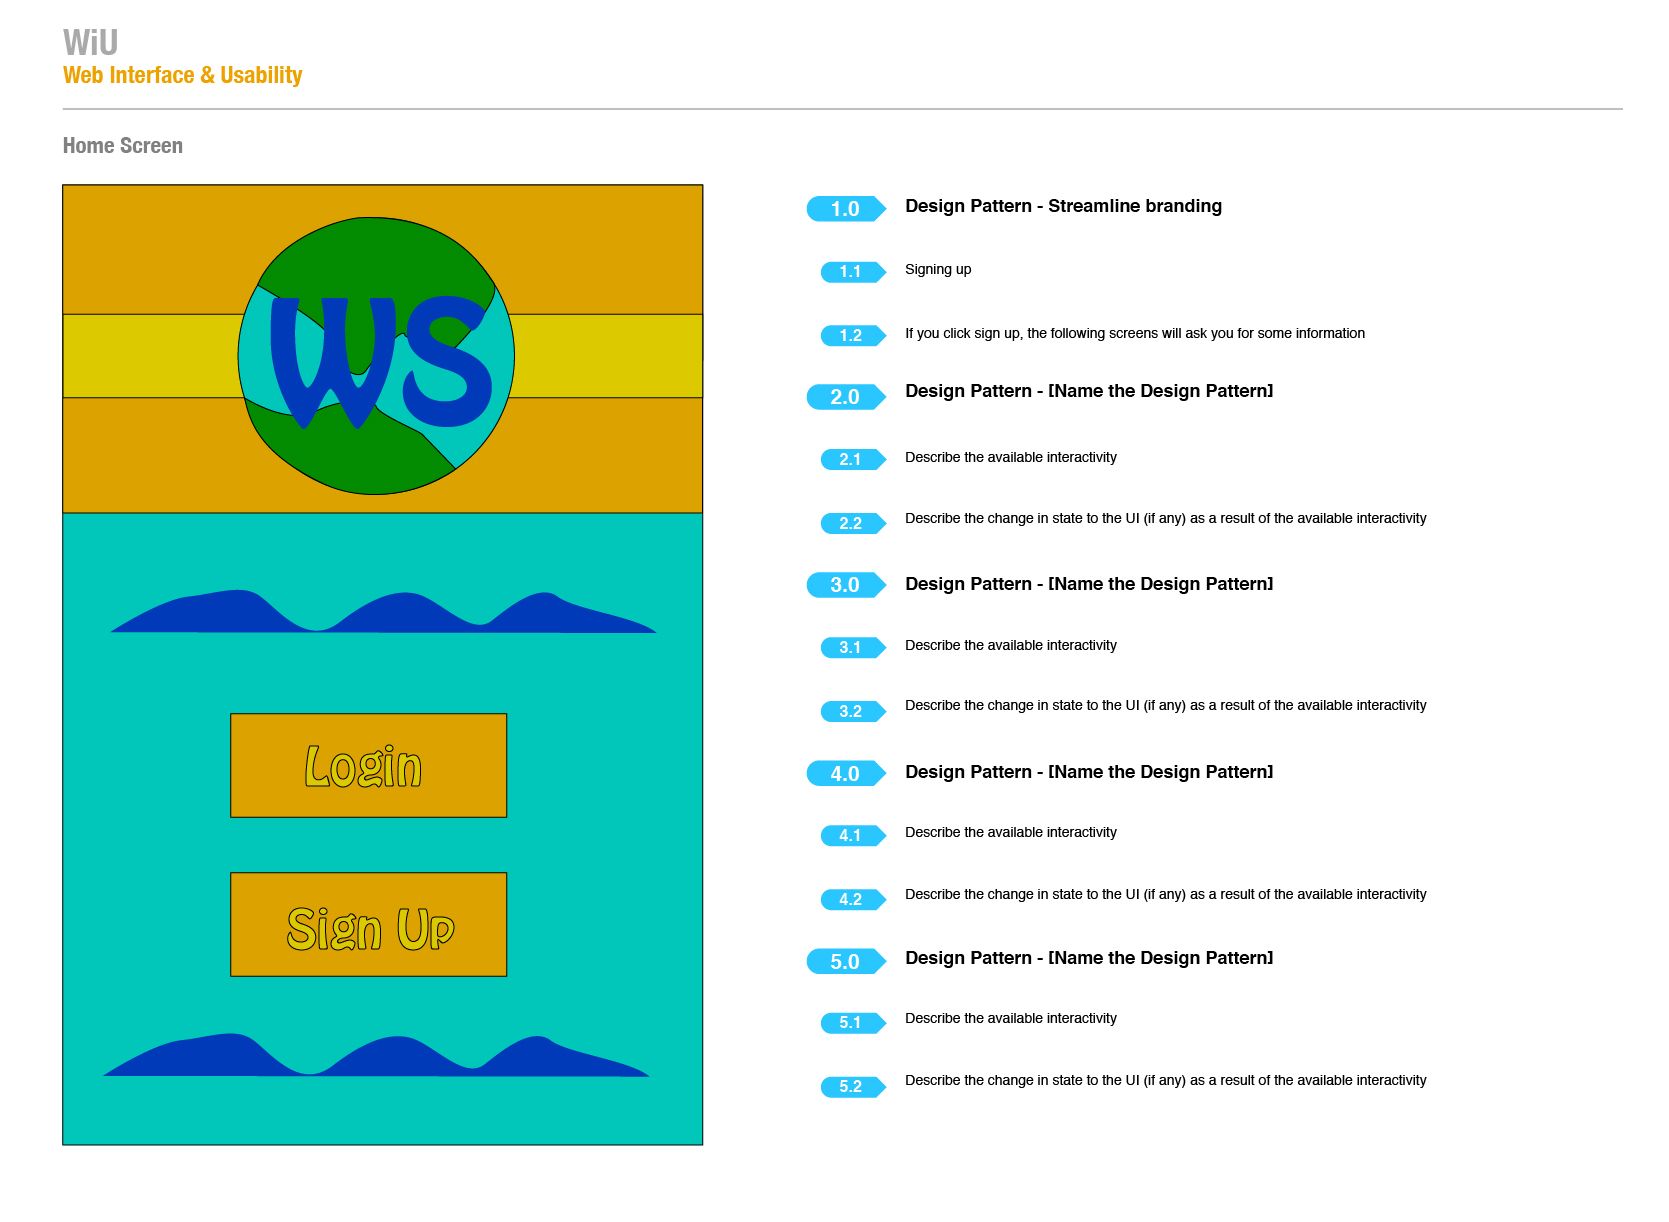 WiU
Web Interface & Usability
Home Screen
WS
Login
Sign Up
1.0 Design Pattern - Streamline branding
1.1 Signing up
1.2 If you click sign up, the following screens will ask you for some information
2.0 Design Pattern - [Name the Design Pattern]
2.1 Describe the available interactivity
2.2 Describe the change in state to the UI (if any) as a result of the available interactivity
3.0 Design Pattern - [Name the Design Pattern]
3.1 Describe the available interactivity
3.2 Describe the change in state to the UI (if any) as a result of the available interactivity
4.0 Design Pattern - [Name the Design Pattern]
4.1 Describe the available interactivity
4.2 Describe the change in state to the UI (if any) as a result of the available interactivity
5.0 Design Pattern - [Name the Design Pattern]
5.1 Describe the available interactivity
5.2 Describe the change in state to the UI (if any) as a result of the available interactivity